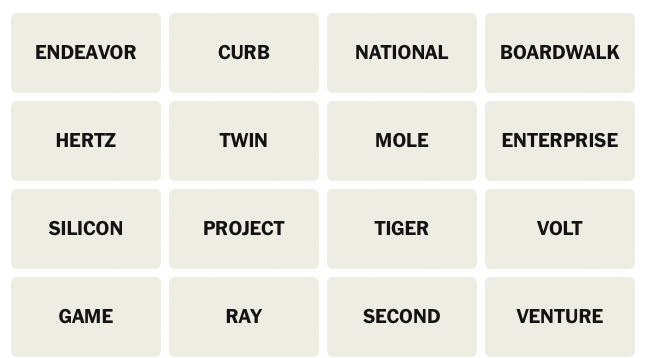 ENDEAVOR CURB NATIONAL BOARDWALK
HERTZ TWIN MOLE ENTERPRISE
SILICON PROJECT TIGER VOLT
GAME RAY SECOND VENTURE